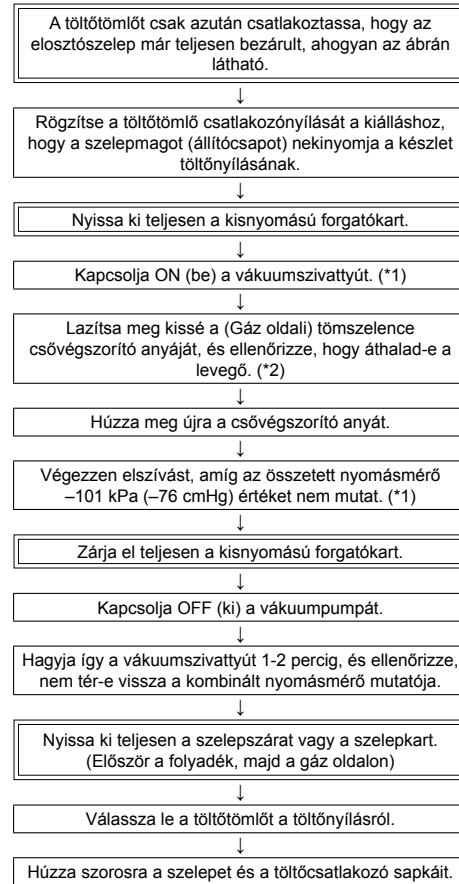 A töltőtömlőt csak azután csatlakoztassa, hogy az
elosztószelep már teljesen bezárult, ahogyan az ábrán
látható.
↓
Rögzítse a töltőtömlő csatlakozónyílását a kiálláshoz,
hogy a szelepmagot (állítócsapot) nekinyomja a készlet
töltőnyílásának.
↓
Nyissa ki teljesen a kisnyomású forgatókart.
↓
Kapcsolja ON (be) a vákuumszivattyút. (*1)
↓
Lazítsa meg kissé a (Gáz oldali) tömszelence
csővégszorító anyáját, és ellenőrizze, hogy áthalad-e a
levegő. (*2)
↓
Húzza meg újra a csővégszorító anyát.
↓
Végezzen elszívást, amíg az összetett nyomásmérő
–101 kPa (–76 cmHg) értéket nem mutat. (*1)
↓
Zárja el teljesen a kisnyomású forgatókart.
↓
Kapcsolja OFF (ki) a vákuumpumpát.
↓
Hagyja így a vákuumszivattyút 1-2 percig, és ellenőrizze,
nem tér-e vissza a kombinált nyomásmérő mutatója.
↓
Nyissa ki teljesen a szelepszárat vagy a szelepkart.
(Először a folyadék, majd a gáz oldalon)
↓
Válassza le a töltőtömlőt a töltőnyílásról.
↓
Húzza szorosra a szelepet és a töltőcsatlakozó sapkáit.